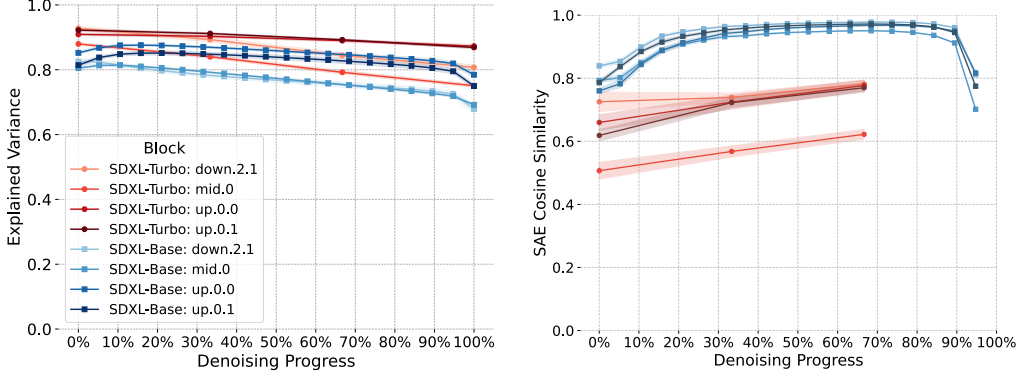 Explained Variance
1.0
0.8
0.6
0.4
0.2
0.0
Block
SDXL-Turbo: down.2.1
SDXL-Turbo: mid.0
SDXL-Turbo: up.0.0
SDXL-Turbo: up.0.1
SDXL-Base: down.2.1
SDXL-Base: mid.0
SDXL-Base: up.0.0
SDXL-Base: up.0.1
0% 10% 20% 30% 40% 50% 60% 70% 80% 90% 100%
Denoising Progress
SAE Cosine Similarity
1.0
0.8
0.6
0.4
0.2
0.0
0% 10% 20% 30% 40% 50% 60% 70% 80% 90% 100%
Denoising Progress